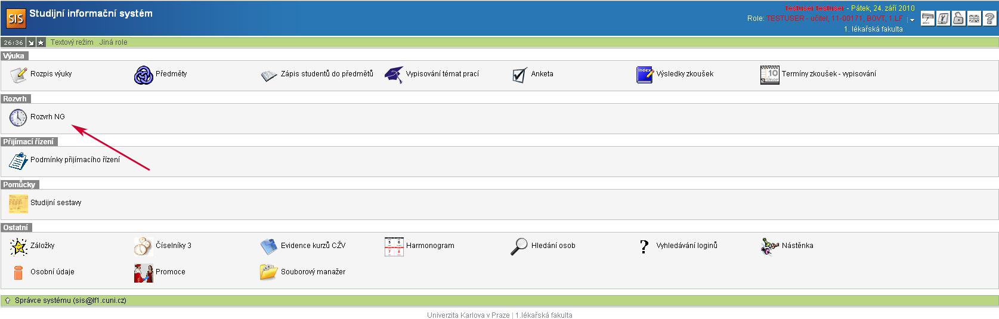 SIS Studijní informační systém
testuser testuser - Pátek, 24. září 2010
Role: TESTUSER - učitel, 11-00171, BOVT, 1.LF
1. lékařská fakulta
26:36 Textový režim Jiná role
Výuka
Rozpis výuky Předměty Zápis studentů do předmětů Vypisování témat prací Anketa Výsledky zkoušek Termíny zkoušek - vypisování
Rozvrh
Rozvrh NG
Přijímací řízení
Podmínky přijímacího řízení
Pomůcky
Studijní sestavy
Ostatní
Záložky Číselníky 3 Evidence kurzů CŽV Harmonogram Hledání osob Vyhledávání loginů Nástěnka
Osobní údaje Promoce Souborový manažer
Správce systému (sis@lf1.cuni.cz)
Univerzita Karlova v Praze | 1.lékařská fakulta